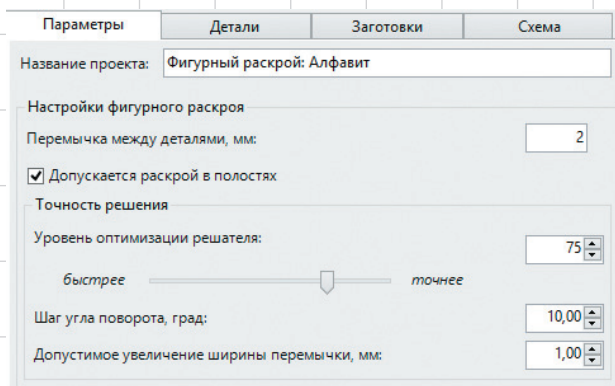 Параметры Детали Заготовки Схема
Название проекта: Фигурный раскрой: Алфавит
Настройки фигурного раскроя
Перемычка между деталями, мм: 2
Допускается раскрой в полостях
Точность решения
Уровень оптимизации решателя: 75
быстрее точнее
Шаг угла поворота, град: 10,00
Допустимое увеличение ширины перемычки, мм: 1,00